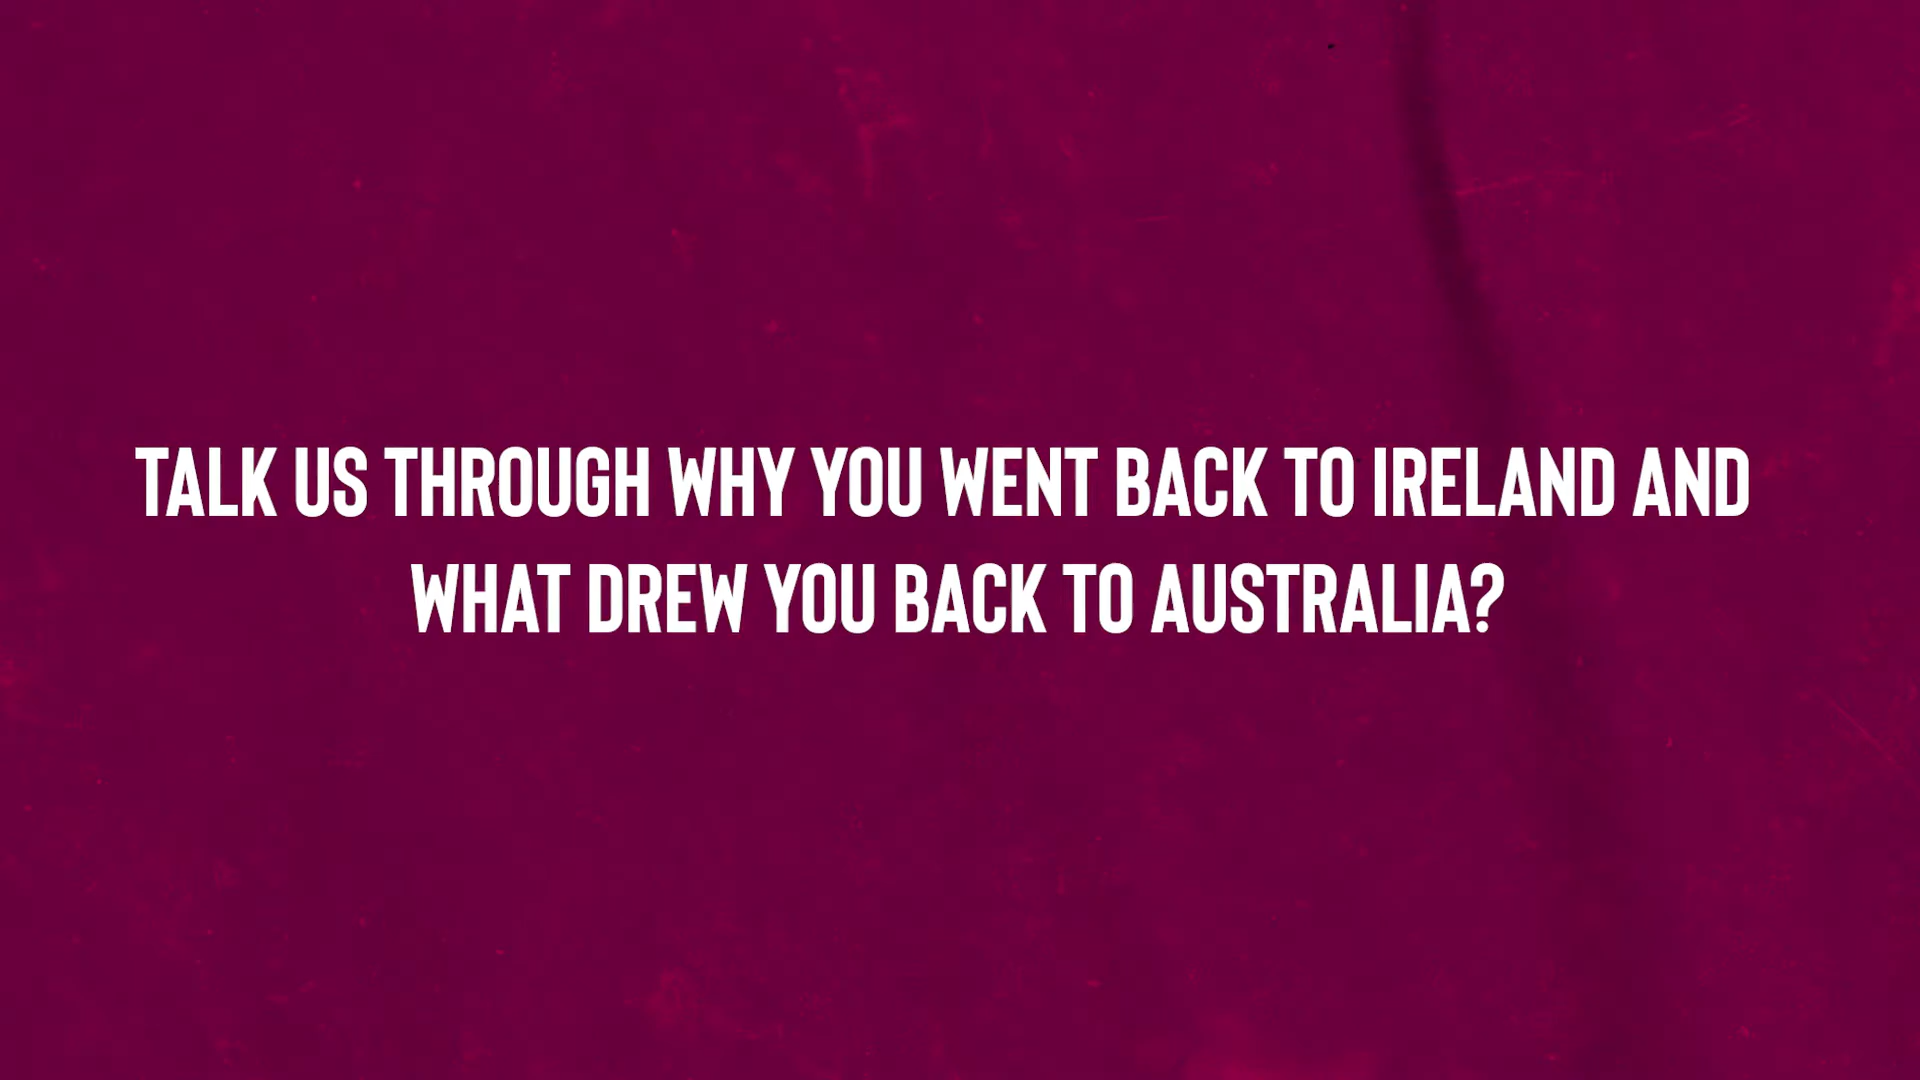 TALK US THROUGH WHY YOU WENT BACK TO IRELAND AND
WHAT DREW YOU BACK TO AUSTRALIA?